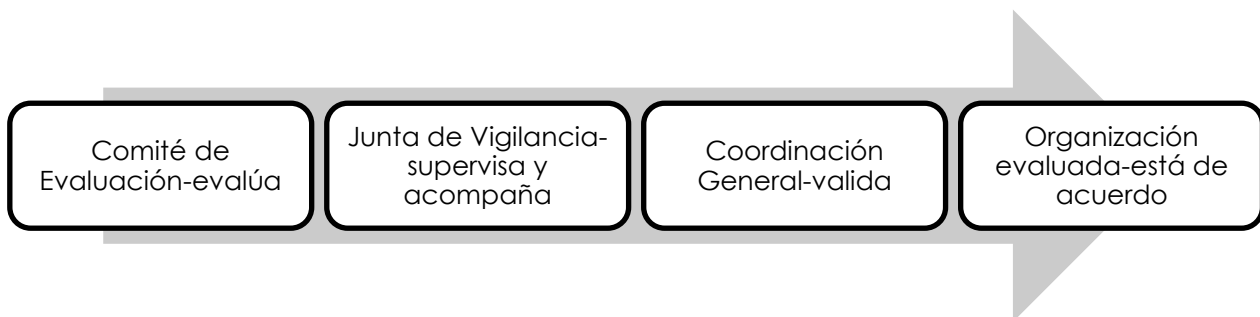 Comité de
Evaluación-evalúa
Junta de Vigilancia-
supervisa y
acompaña
Coordinación
General-valida
Organización
evaluada-está de
acuerdo